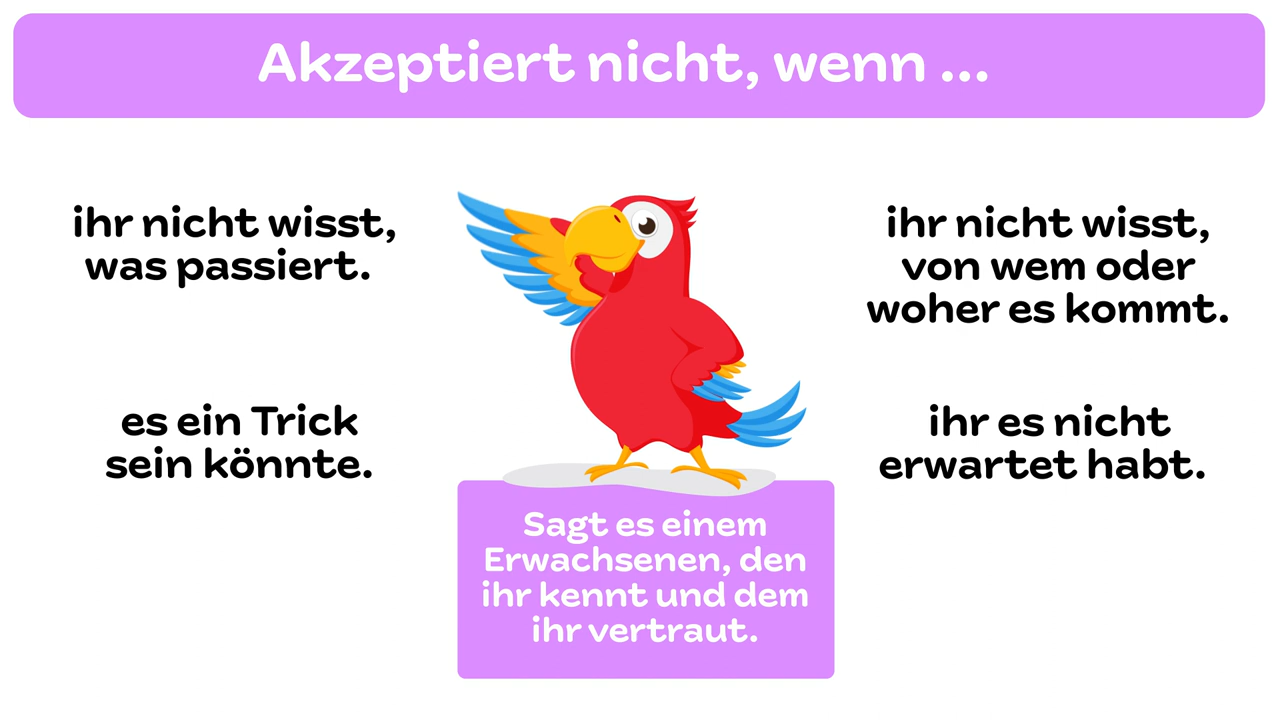 Akzeptiert nicht, wenn ...
ihr nicht wisst,
was passiert.
ihr nicht wisst,
von wem oder
woher es kommt.
es ein Trick
sein könnte.
ihr es nicht
erwartet habt.
Sagt es einem
Erwachsenen, den
ihr kennt und dem
ihr vertraut.